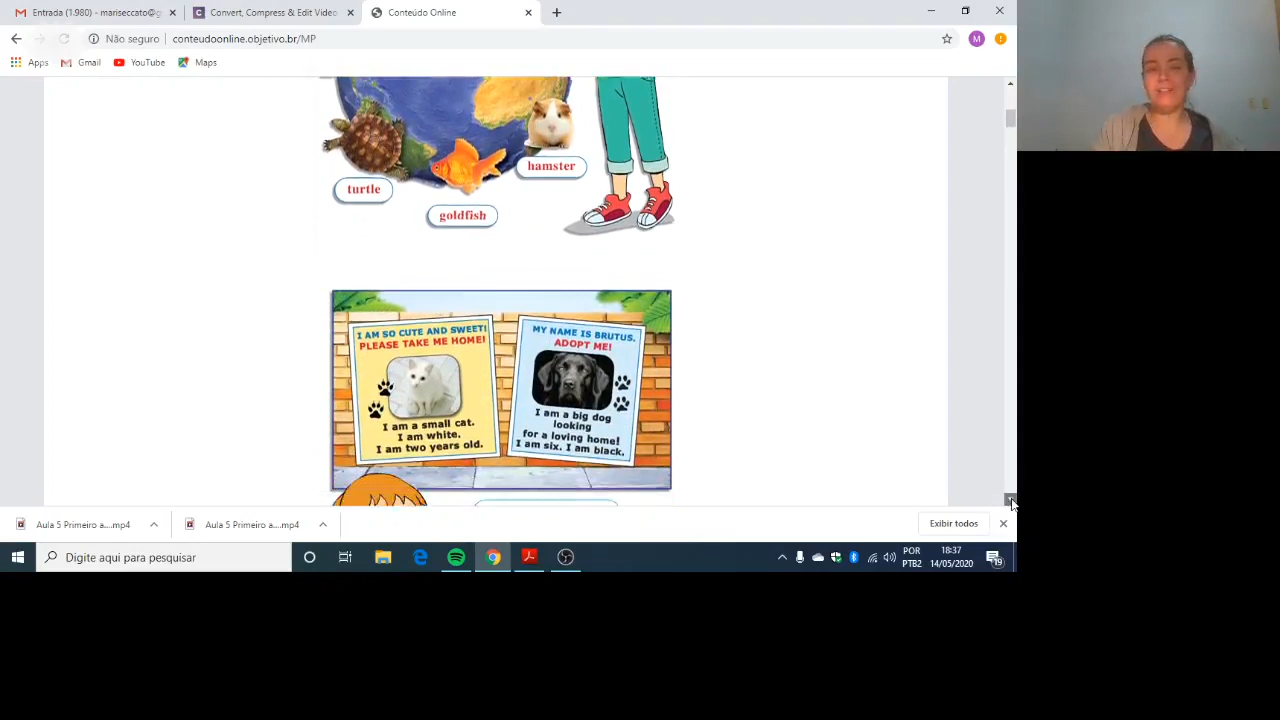 Entrada (1.980) - mariseccato@g
Convert, Compress & Edit Video
Conteúdo Online
Não seguro
conteudoonline.objetivo.br/MP
M
Apps
Gmail
YouTube
Maps
hamster
turtle
goldfish
I AM SO CUTE AND SWEET!
PLEASE TAKE ME HOME!
I am a small cat.
I am white.
I am two years old.
MY NAME IS BRUTUS.
ADOPT ME!
I am a big dog
looking
for a loving home!
I am six. I am black.
Aula 5 Primeiro a....mp4
Aula 5 Primeiro a....mp4
Exibir todos
Digite aqui para pesquisar
POR
PTB2
18:37
14/05/2020
19